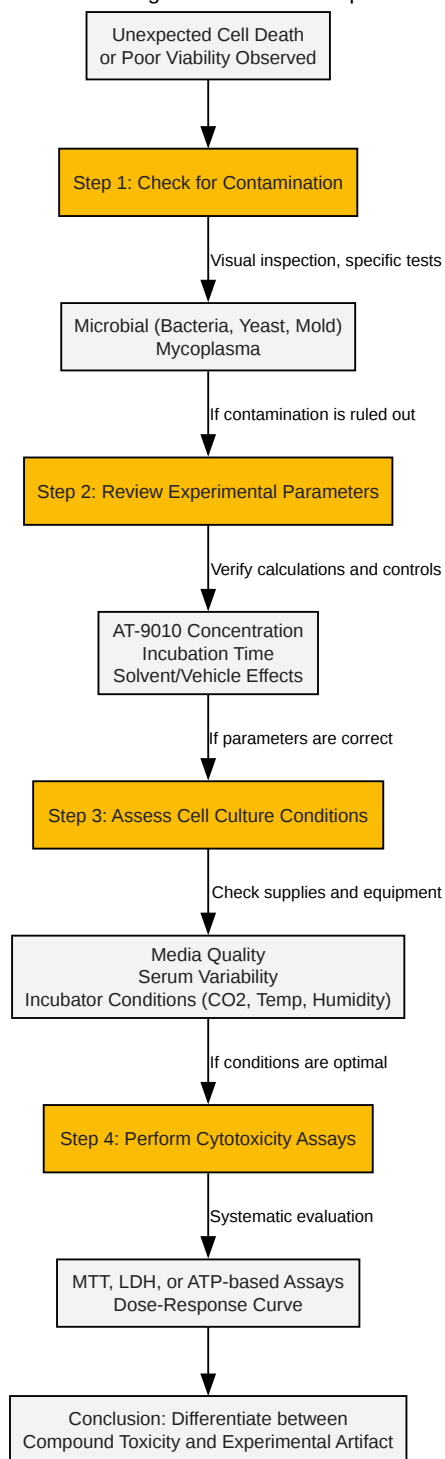 Unexpected Cell Death
or Poor Viability Observed
Step 1: Check for Contamination
Visual inspection, specific tests
Microbial (Bacteria, Yeast, Mold)
Mycoplasma
If contamination is ruled out
Step 2: Review Experimental Parameters
Verify calculations and controls
AT-9010 Concentration
Incubation Time
Solvent/Vehicle Effects
If parameters are correct
Step 3: Assess Cell Culture Conditions
Check supplies and equipment
Media Quality
Serum Variability
Incubator Conditions (CO2, Temp, Humidity)
If conditions are optimal
Step 4: Perform Cytotoxicity Assays
Systematic evaluation
MTT, LDH, or ATP-based Assays
Dose-Response Curve
Conclusion: Differentiate between
Compound Toxicity and Experimental Artifact